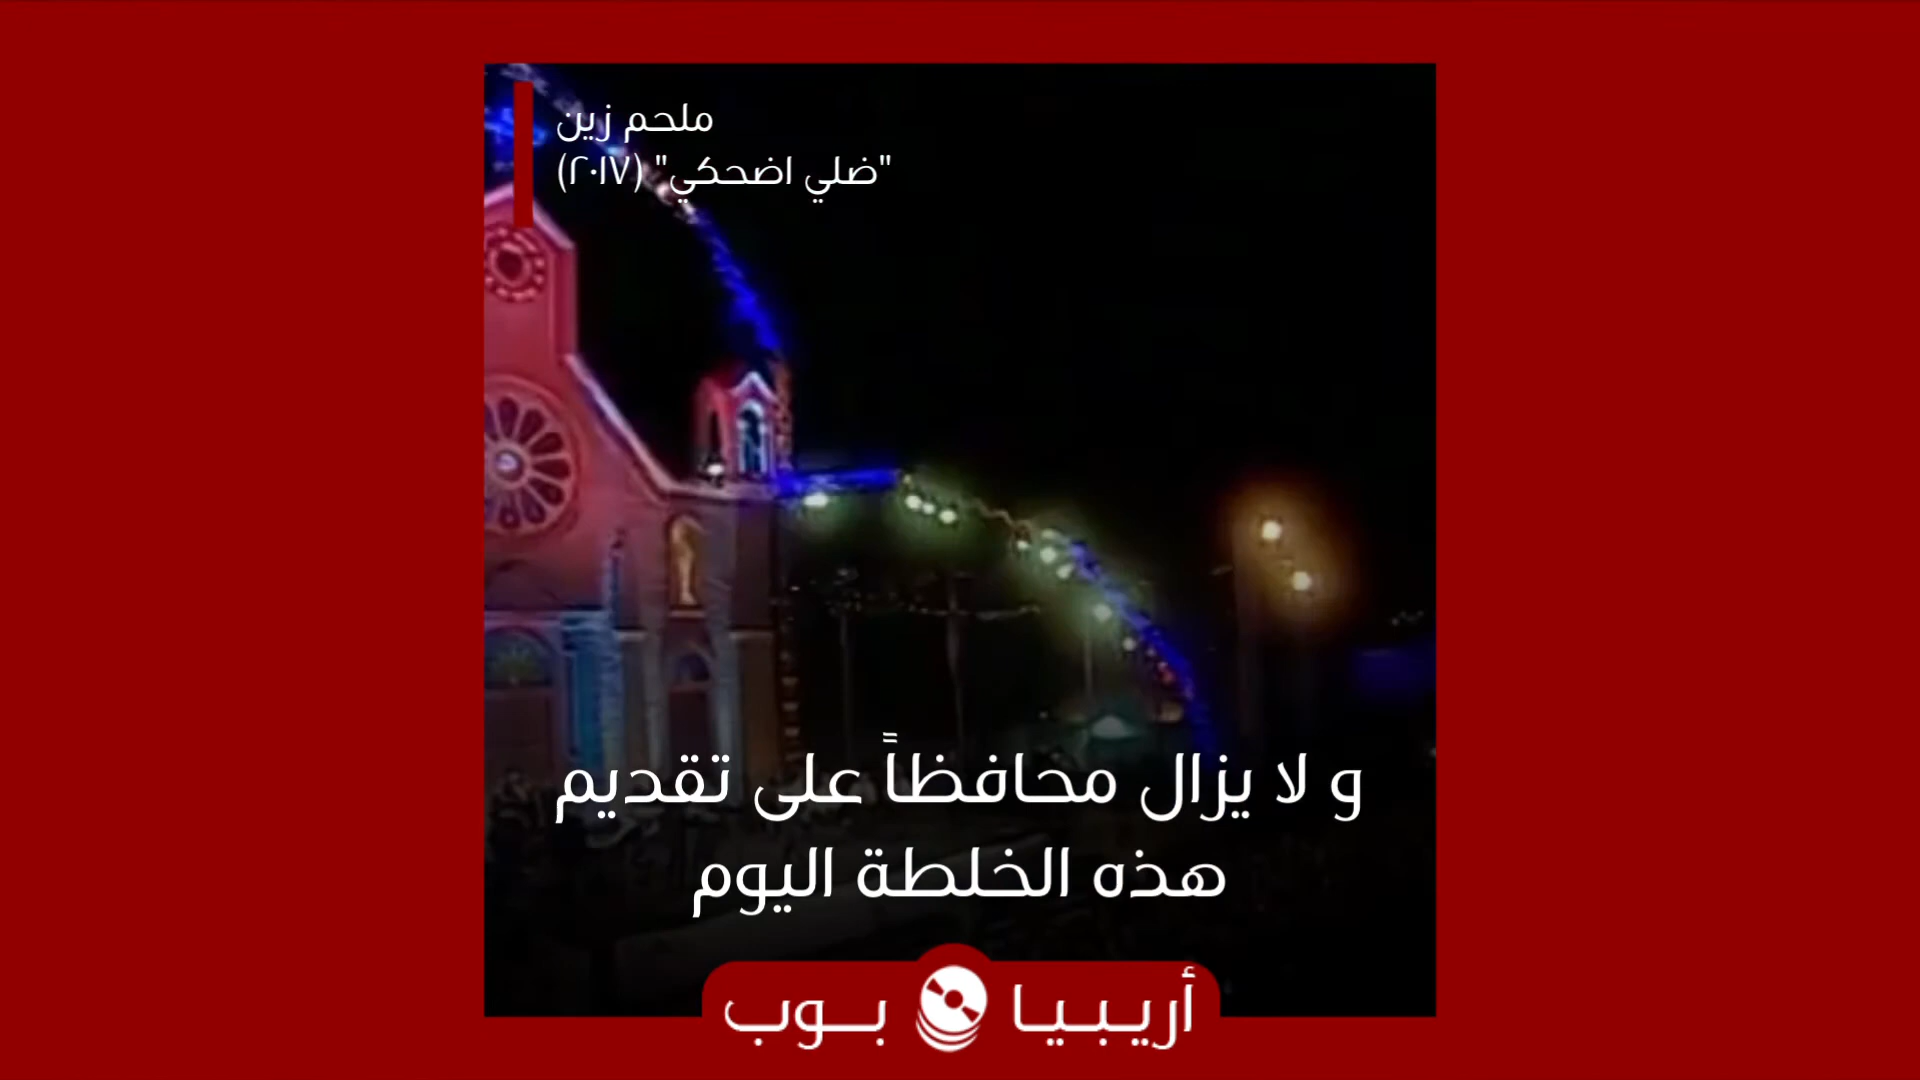 ملحم زين
"ضلي اضحكي" (٢٠١٧)
و لا يزال محافظاً على تقديم
هذه الخلطة اليوم
أريبيا بوب